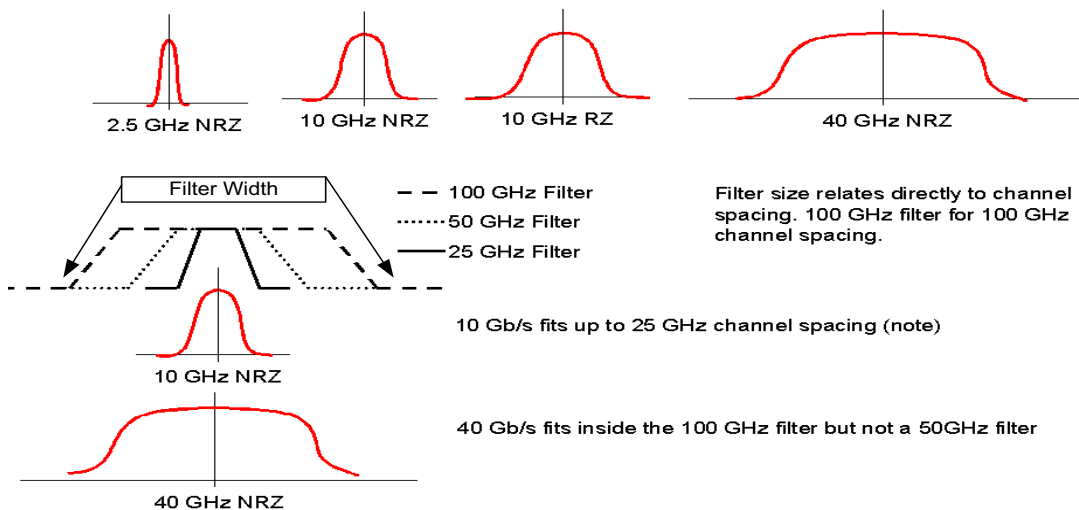 2.5 GHz NRZ
10 GHz NRZ
10 GHz RZ
40 GHz NRZ
Filter Width
100 GHz Filter
50 GHz Filter
25 GHz Filter
Filter size relates directly to channel
spacing. 100 GHz filter for 100 GHz
channel spacing.
10 Gb/s fits up to 25 GHz channel spacing (note)
10 GHz NRZ
40 Gb/s fits inside the 100 GHz filter but not a 50GHz filter
40 GHz NRZ